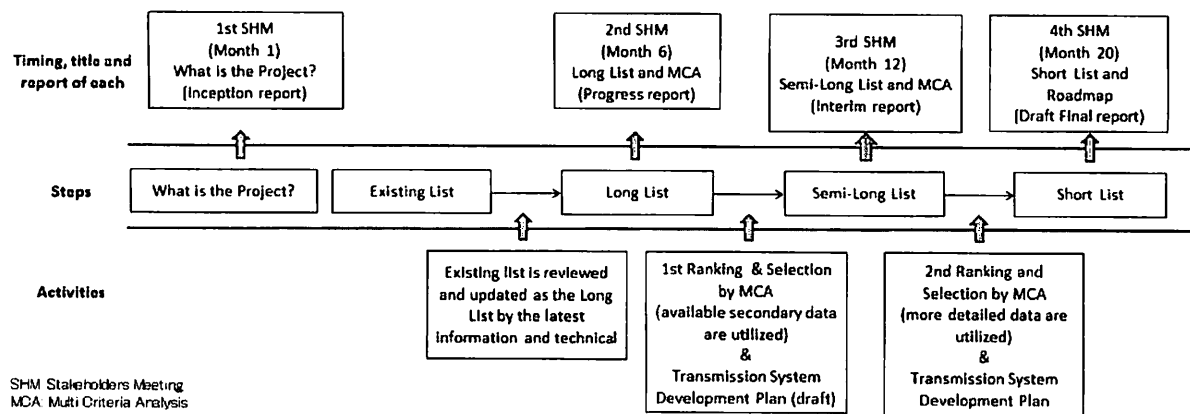 Timing, title and
report of each
1st SHM
(Month 1)
What is the Project?
(Inception report)
2nd SHM
(Month 6)
Long List and MCA
(Progress report)
3rd SHM
(Month 12)
Semi-Long List and MCA
(Interim report)
4th SHM
(Month 20)
Short List and
Roadmap
(Draft Final report)
Steps
What is the Project?
Existing List
Long List
Semi-Long List
Short List
Activities
Existing list is reviewed
and updated as the Long
List by the latest
information and technical
1st Ranking & Selection
by MCA
(available secondary data
are utilized)
&
Transmission System
Development Plan (draft)
2nd Ranking and
Selection by MCA
(more detailed data are
utilized)
&
Transmission System
Development Plan
SHM Stakeholders Meeting
MCA: Multi Criteria Analysis